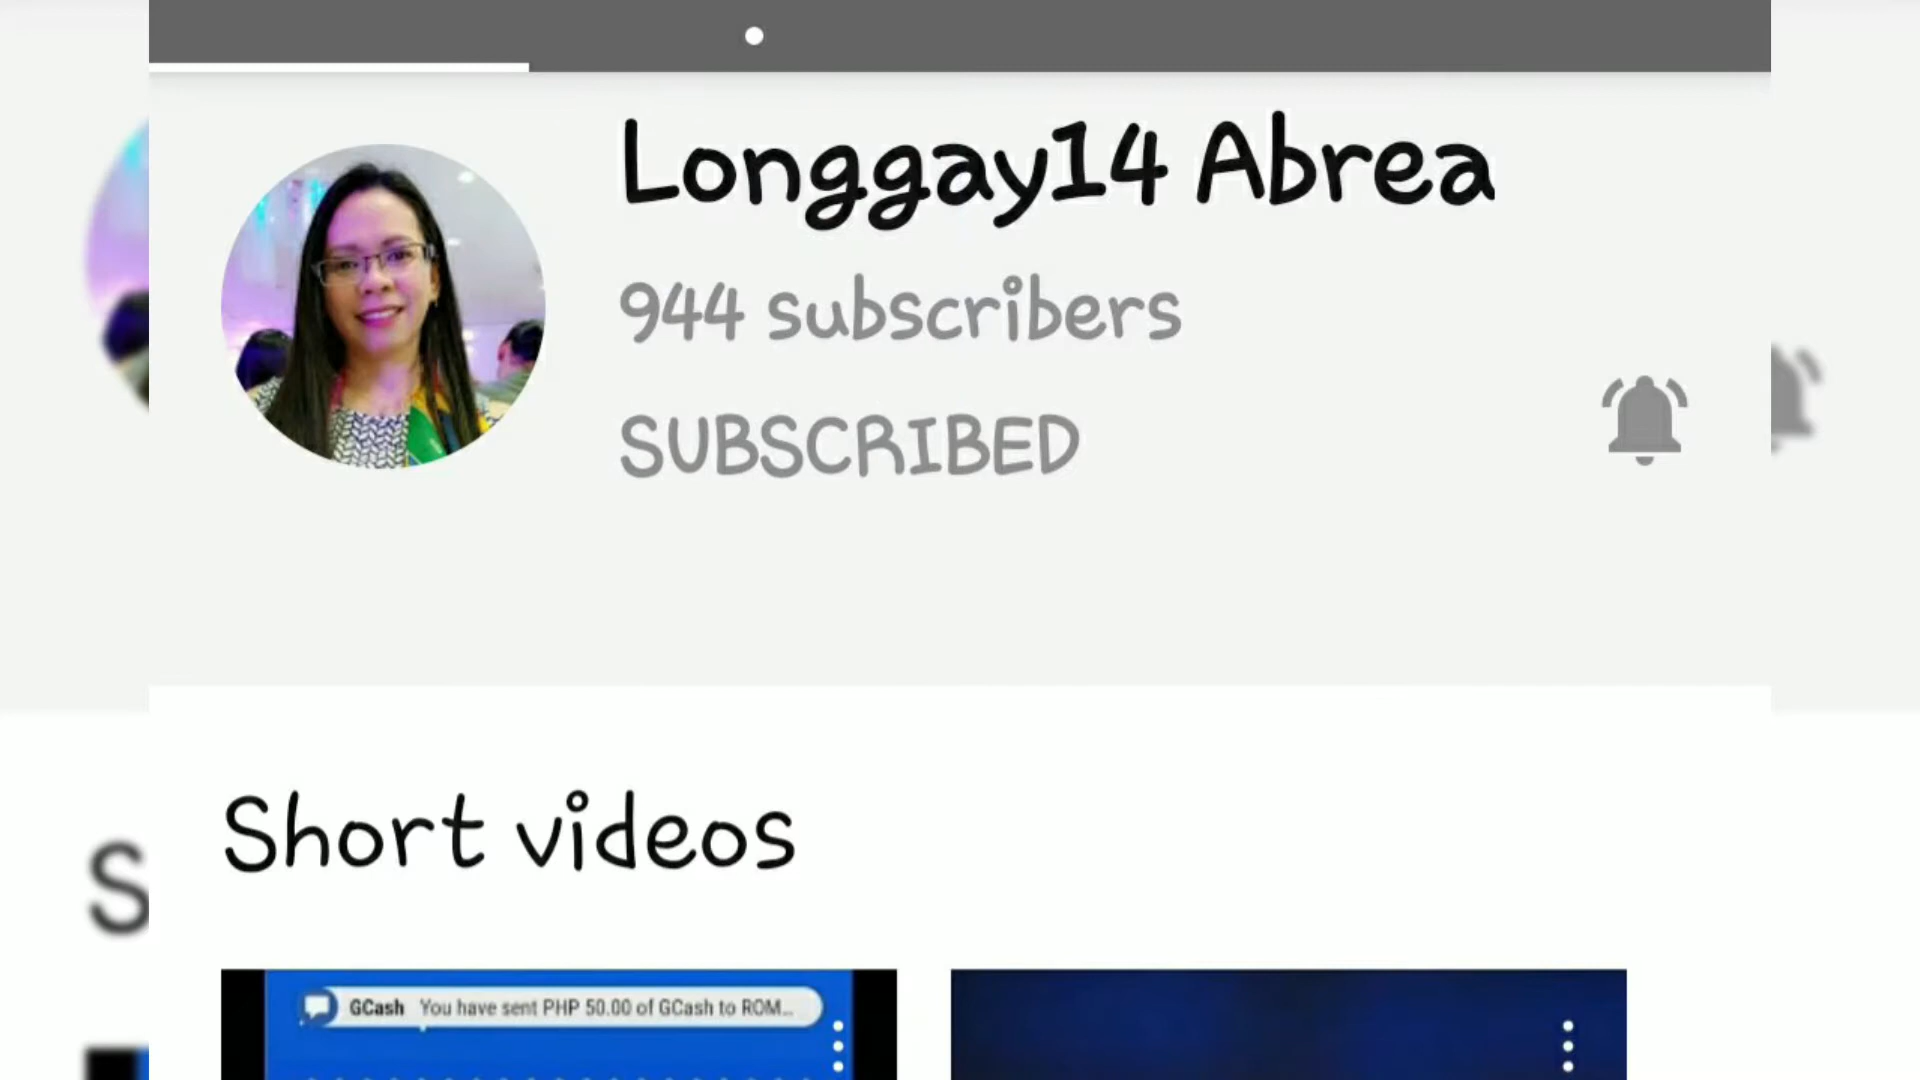 Longgay14 Abrea
944 subscribers
SUBSCRIBED
Short videos
GCash You have sent PHP 50.00 of GCash to ROM...